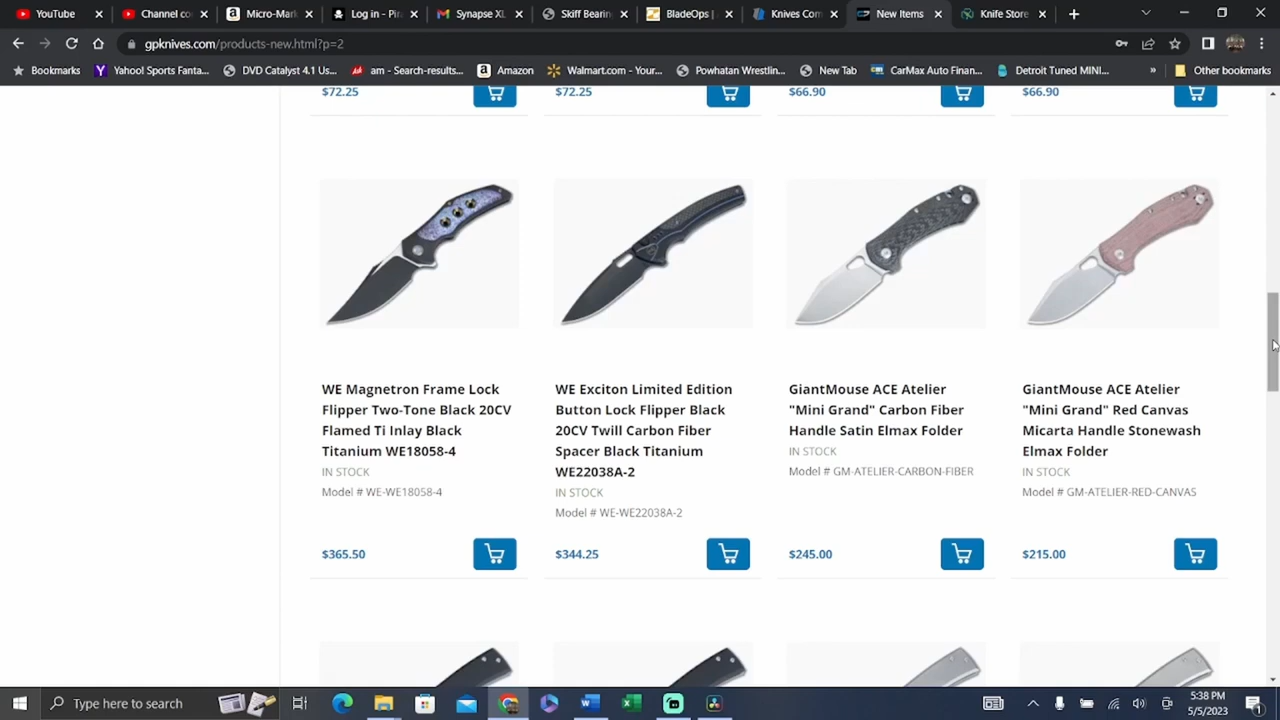 YouTube
Channel co
Micro-Mark
Log in - Pir
Synapse XL
Skiff Bearin
BladeOps |
Knives Com
New Items
Knife Store
gpknives.com/products-new.html?p=2
Bookmarks
Yahoo! Sports Fanta...
DVD Catalyst 4.1 Us...
am - Search-results...
Amazon
Walmart.com - Your...
Powhatan Wrestlin...
New Tab
CarMax Auto Finan...
Detroit Tuned MINI...
»
Other bookmarks
$72.25
$72.25
$66.90
$66.90
WE Magnetron Frame Lock
Flipper Two-Tone Black 20CV
Flamed Ti Inlay Black
Titanium WE18058-4
IN STOCK
Model # WE-WE18058-4
$365.50
WE Exciton Limited Edition
Button Lock Flipper Black
20CV Twill Carbon Fiber
Spacer Black Titanium
WE22038A-2
IN STOCK
Model # WE-WE22038A-2
$344.25
GiantMouse ACE Atelier
"Mini Grand" Carbon Fiber
Handle Satin Elmax Folder
IN STOCK
Model # GM-ATELIER-CARBON-FIBER
$245.00
GiantMouse ACE Atelier
"Mini Grand" Red Canvas
Micarta Handle Stonewash
Elmax Folder
IN STOCK
Model # GM-ATELIER-RED-CANVAS
$215.00
Type here to search
5:38 PM
5/5/2023